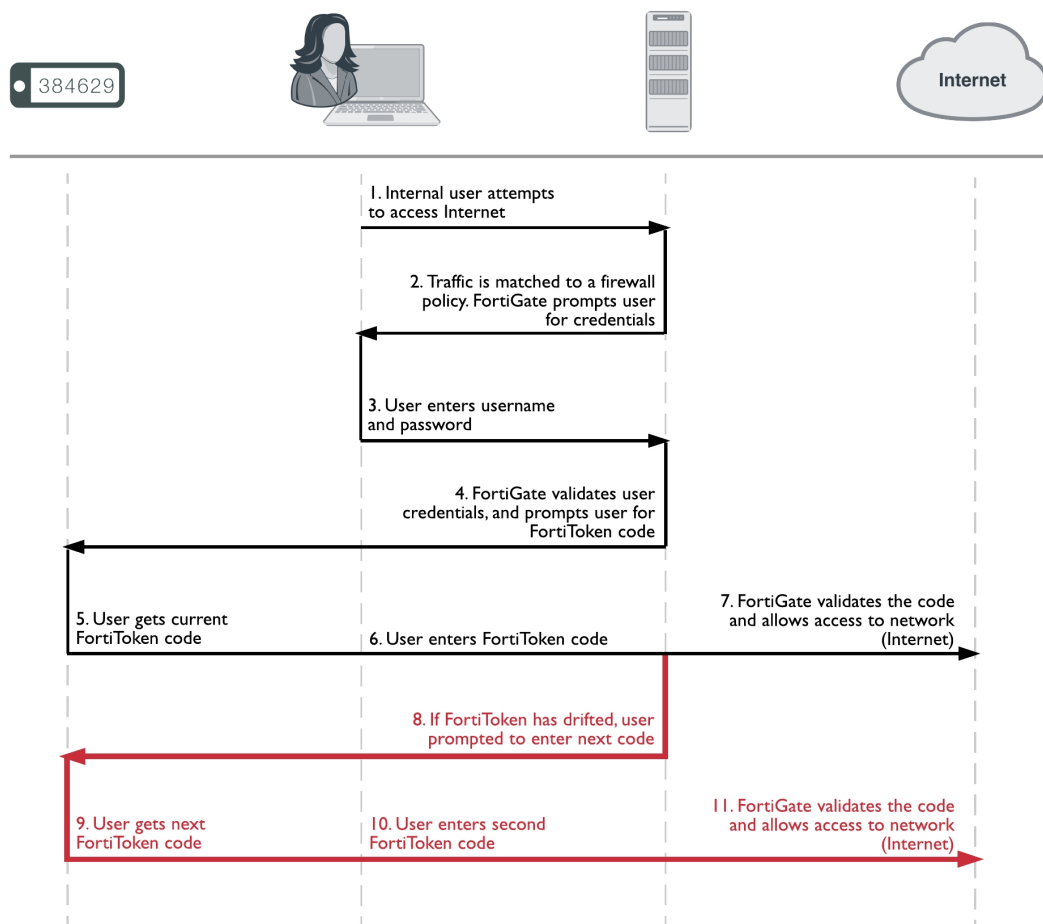 384629
Internet
1. Internal user attempts
to access Internet
2. Traffic is matched to a firewall
policy. FortiGate prompts user
for credentials
3. User enters username
and password
4. FortiGate validates user
credentials, and prompts user for
FortiToken code
5. User gets current
FortiToken code
6. User enters FortiToken code
7. FortiGate validates the code
and allows access to network
(Internet)
8. If FortiToken has drifted, user
prompted to enter next code
9. User gets next
FortiToken code
10. User enters second
FortiToken code
11. FortiGate validates the code
and allows access to network
(Internet)